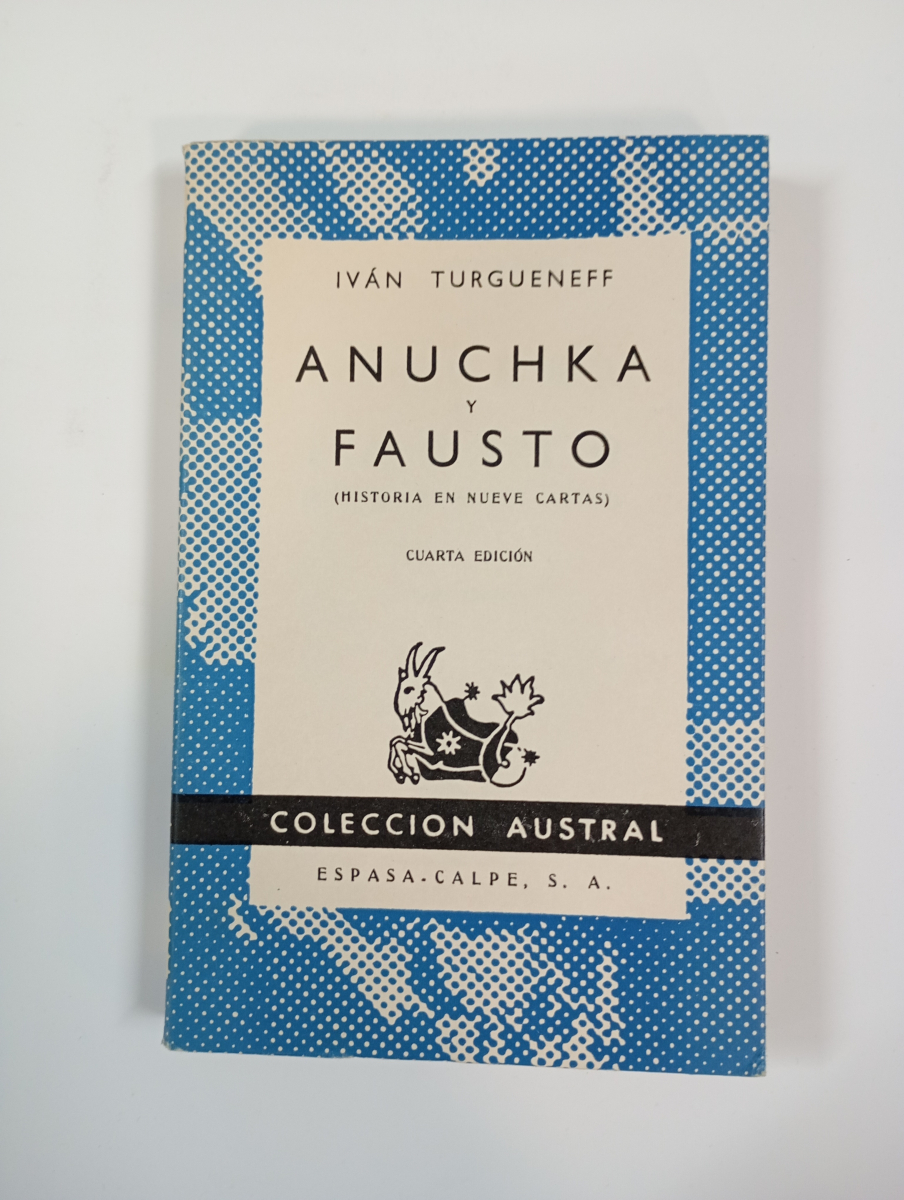 IVÁN TURGUENEFF
ANUCHKA
Y
FAUSTO
(HISTORIA EN NUEVE CARTAS)
CUARTA EDICIÓN
COLECCION AUSTRAL
ESPASA-CALPE, S. A.